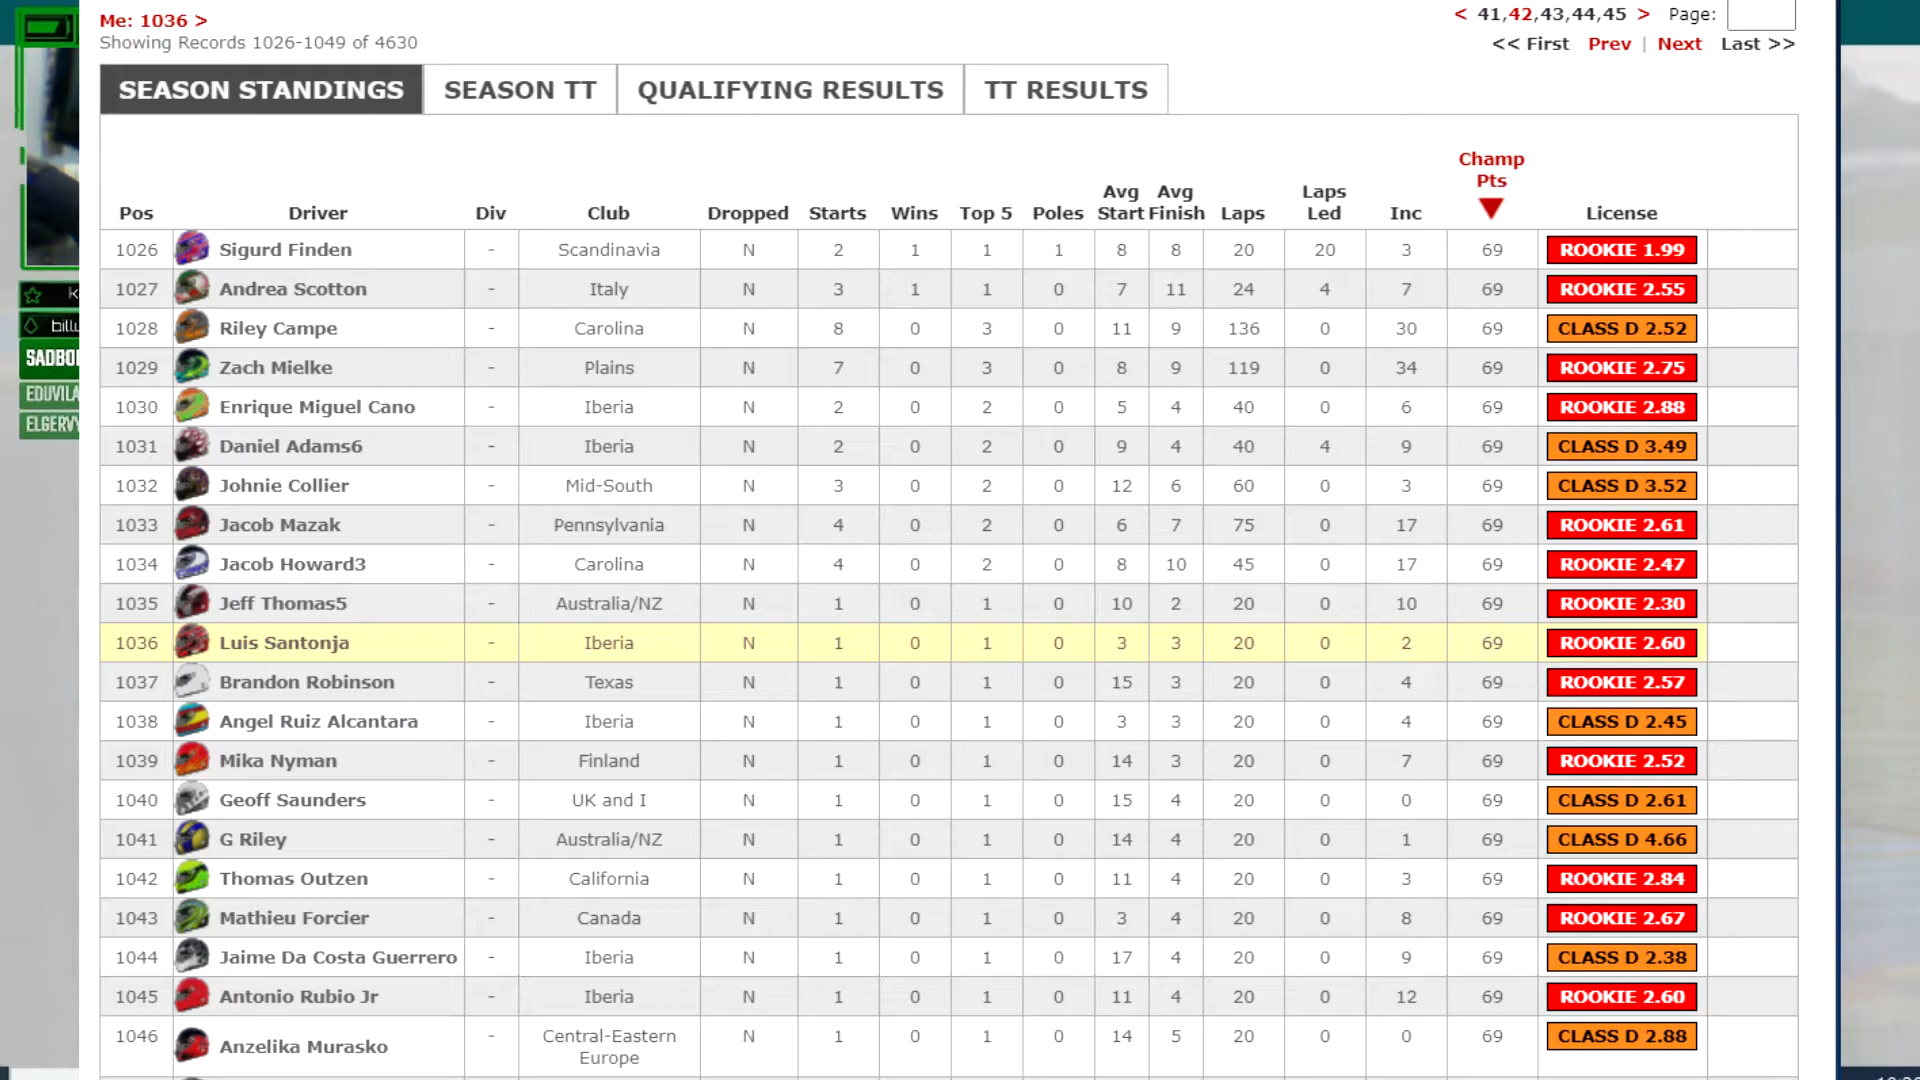 Me: 1036 >
< 41,42,43,44,45 > Page:
Showing Records 1026-1049 of 4630
<< First Prev | Next Last >>
SEASON STANDINGS SEASON TT QUALIFYING RESULTS TT RESULTS
Pos Driver Div Club Dropped Starts Wins Top 5 Poles Avg Start Avg Finish Laps Laps Led Inc Champ Pts License
1026 Sigurd Finden - Scandinavia N 2 1 1 1 8 8 20 20 3 69 ROOKIE 1.99
1027 Andrea Scotton - Italy N 3 1 1 0 7 11 24 4 7 69 ROOKIE 2.55
1028 Riley Campe - Carolina N 8 0 3 0 11 9 136 0 30 69 CLASS D 2.52
1029 Zach Mielke - Plains N 7 0 3 0 8 9 119 0 34 69 ROOKIE 2.75
1030 Enrique Miguel Cano - Iberia N 2 0 2 0 5 4 40 0 6 69 ROOKIE 2.88
1031 Daniel Adams6 - Iberia N 2 0 2 0 9 4 40 4 9 69 CLASS D 3.49
1032 Johnie Collier - Mid-South N 3 0 2 0 12 6 60 0 3 69 CLASS D 3.52
1033 Jacob Mazak - Pennsylvania N 4 0 2 0 6 7 75 0 17 69 ROOKIE 2.61
1034 Jacob Howard3 - Carolina N 4 0 2 0 8 10 45 0 17 69 ROOKIE 2.47
1035 Jeff Thomas5 - Australia/NZ N 1 0 1 0 10 2 20 0 10 69 ROOKIE 2.30
1036 Luis Santonja - Iberia N 1 0 1 0 3 3 20 0 2 69 ROOKIE 2.60
1037 Brandon Robinson - Texas N 1 0 1 0 15 3 20 0 4 69 ROOKIE 2.57
1038 Angel Ruiz Alcantara - Iberia N 1 0 1 0 3 3 20 0 4 69 CLASS D 2.45
1039 Mika Nyman - Finland N 1 0 1 0 14 3 20 0 7 69 ROOKIE 2.52
1040 Geoff Saunders - UK and I N 1 0 1 0 15 4 20 0 0 69 CLASS D 2.61
1041 G Riley - Australia/NZ N 1 0 1 0 14 4 20 0 1 69 CLASS D 4.66
1042 Thomas Outzen - California N 1 0 1 0 11 4 20 0 3 69 ROOKIE 2.84
1043 Mathieu Forcier - Canada N 1 0 1 0 3 4 20 0 8 69 ROOKIE 2.67
1044 Jaime Da Costa Guerrero - Iberia N 1 0 1 0 17 4 20 0 9 69 CLASS D 2.38
1045 Antonio Rubio Jr - Iberia N 1 0 1 0 11 4 20 0 12 69 ROOKIE 2.60
1046 Anzelika Murasko - Central-Eastern Europe N 1 0 1 0 14 5 20 0 0 69 CLASS D 2.88
billu
SADBO
EDUVILA
ELGERVY